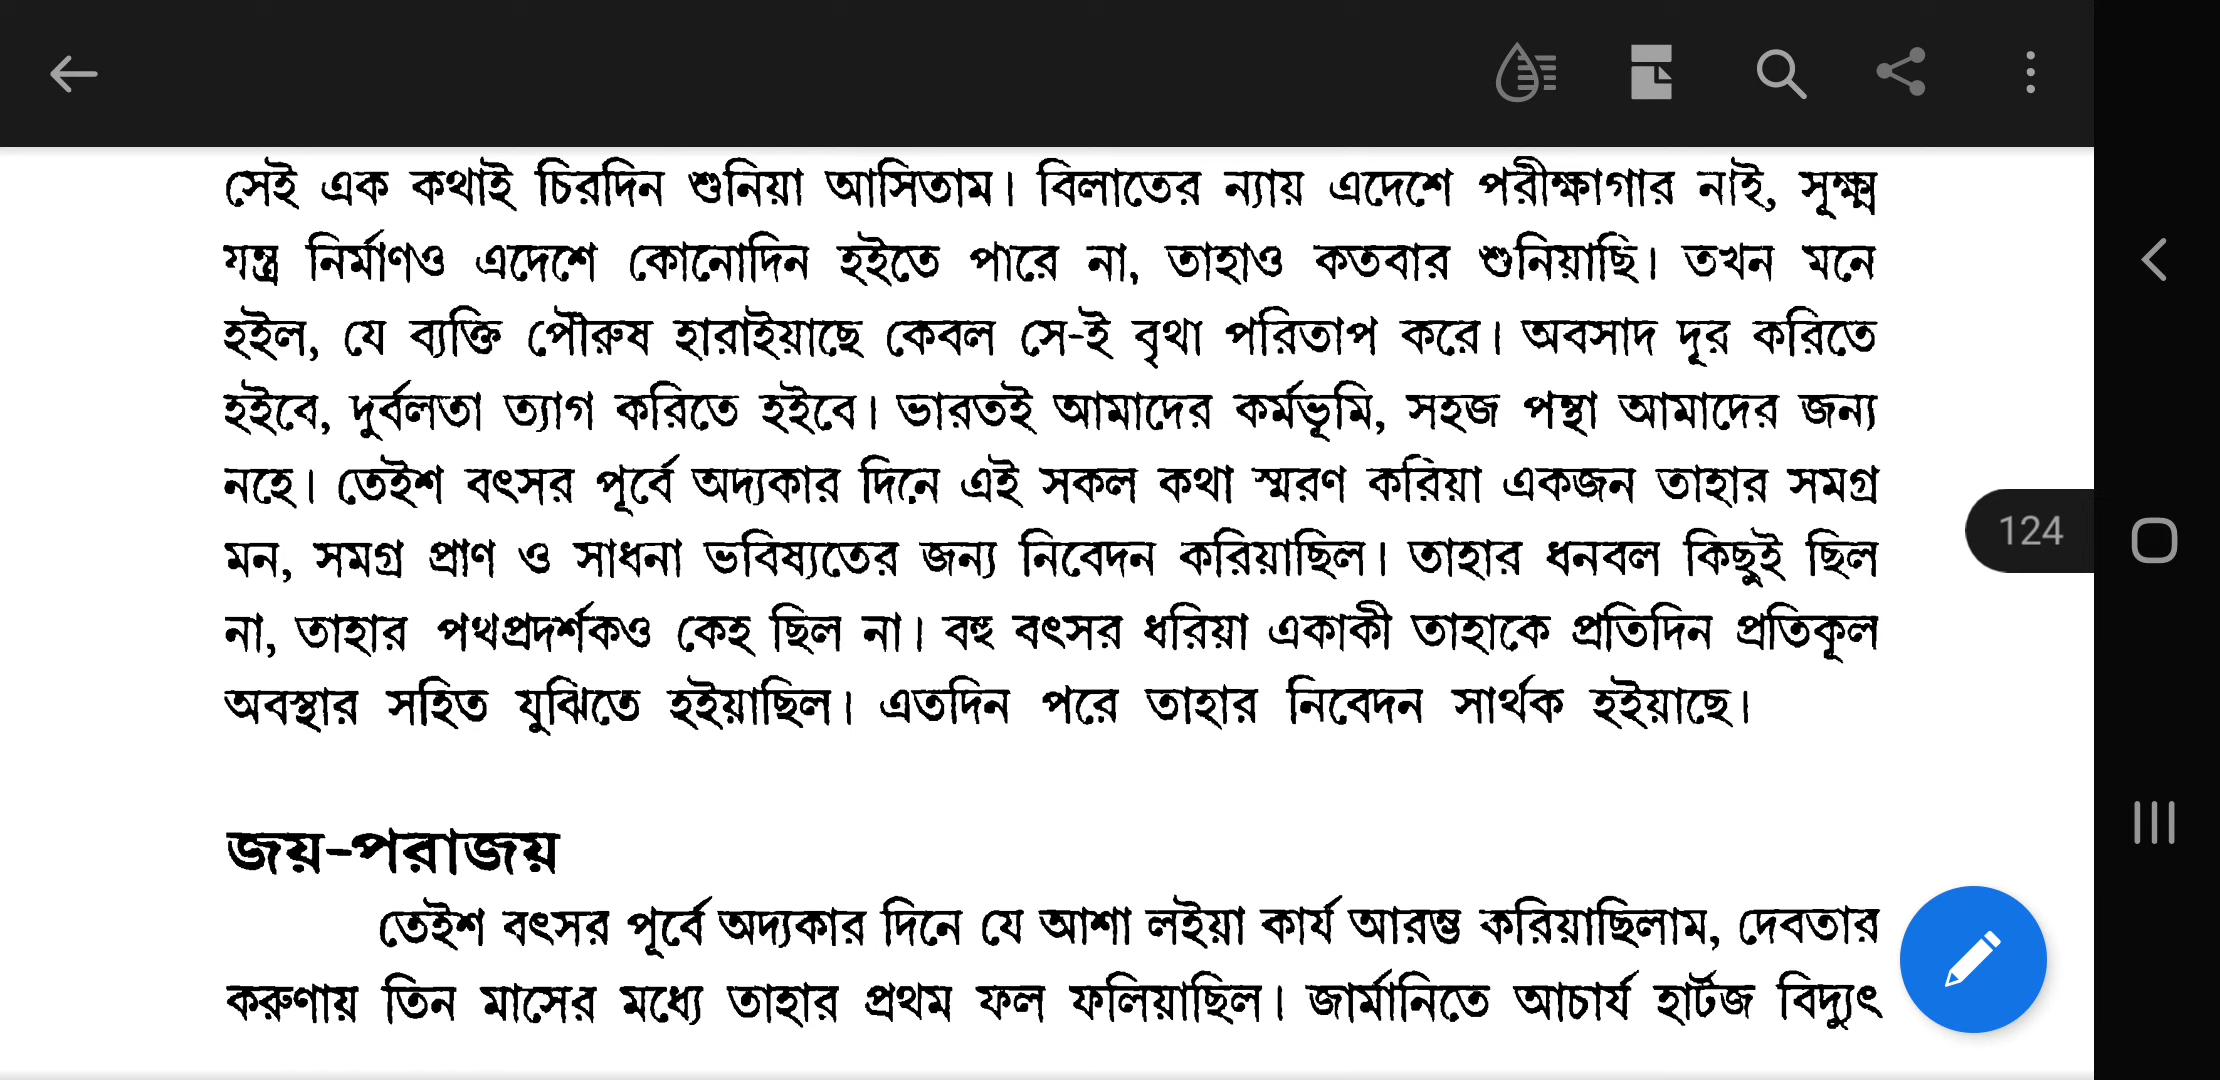 সেই এক কথাই চিরদিন শুনিয়া আসিতাম। বিলাতের ন্যায় এদেশে পরীক্ষাগার নাই, সূক্ষ্ম
যন্ত্র নির্মাণও এদেশে কোনোদিন হইতে পারে না, তাহাও কতবার শুনিয়াছি। তখন মনে
হইল, যে ব্যক্তি পৌরুষ হারাইয়াছে কেবল সে-ই বৃথা পরিতাপ করে। অবসাদ দূর করিতে
হইবে, দুর্বলতা ত্যাগ করিতে হইবে। ভারতই আমাদের কর্মভূমি, সহজ পন্থা আমাদের জন্য
নহে। তেইশ বৎসর পূর্বে অদ্যকার দিনে এই সকল কথা স্মরণ করিয়া একজন তাহার সমগ্র
মন, সমগ্র প্রাণ ও সাধনা ভবিষ্যতের জন্য নিবেদন করিয়াছিল। তাহার ধনবল কিছুই ছিল
124
না, তাহার পথপ্রদর্শকও কেহ ছিল না। বহু বৎসর ধরিয়া একাকী তাহাকে প্রতিদিন প্রতিকূল
অবস্থার সহিত যুঝিতে হইয়াছিল। এতদিন পরে তাহার নিবেদন সার্থক হইয়াছে।
জয়-পরাজয়
তেইশ বৎসর পূর্বে অদ্যকার দিনে যে আশা লইয়া কার্য আরম্ভ করিয়াছিলাম, দেবতার
করুণায় তিন মাসের মধ্যে তাহার প্রথম ফল ফলিয়াছিল। জার্মানিতে আচার্য হার্টজ বিদ্যুৎ